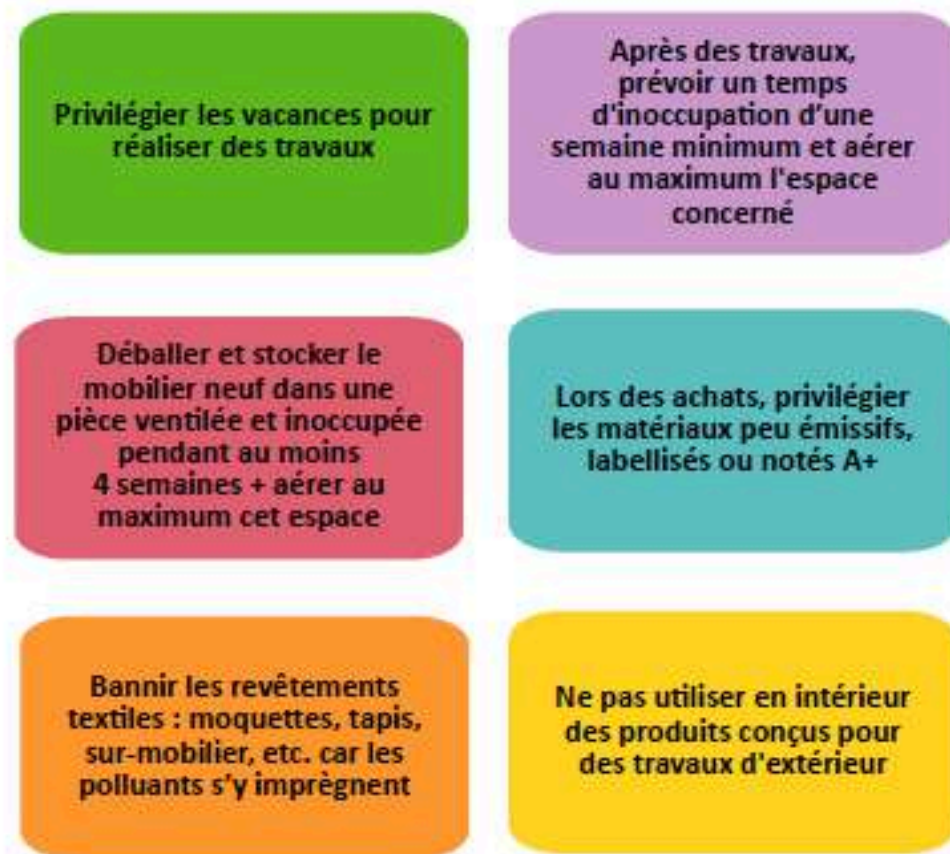 Privilégier les vacances pour
réaliser des travaux
Après des travaux,
prévoir un temps
d'inoccupation d'une
semaine minimum et aérer
au maximum l'espace
concerné
Déballer et stocker le
mobilier neuf dans une
pièce ventilée et inoccupée
pendant au moins
4 semaines + aérer au
maximum cet espace
Lors des achats, privilégier
les matériaux peu émissifs,
labellisés ou notés A+
Bannir les revêtements
textiles : moquettes, tapis,
sur-mobilier, etc. car les
polluants s'y imprègnent
Ne pas utiliser en intérieur
des produits conçus pour
des travaux d'extérieur